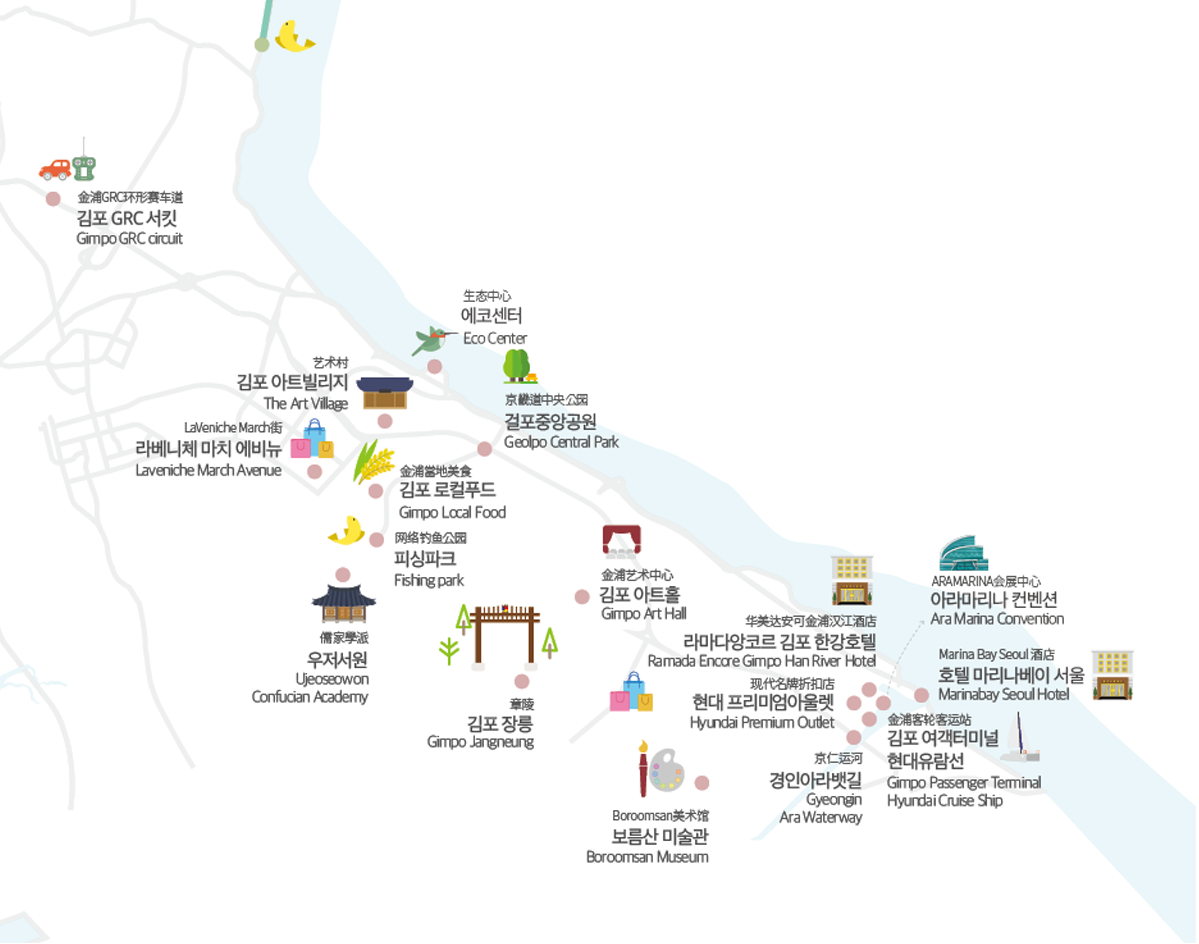 金浦GRC环形赛车道
김포 GRC 서킷
Gimpo GRC circuit
生态中心
에코센터
Eco Center
艺术村
김포 아트빌리지
The Art Village
京畿道中央公园
걸포중앙공원
Geolpo Central Park
LaVeniche March街
라베니체 마치 에비뉴
Laveniche March Avenue
金浦當地美食
김포 로컬푸드
Gimpo Local Food
网络钓鱼公园
피싱파크
Fishing park
儒家學派
우저서원
Ujeoseowon
Confucian Academy
章陵
김포 장릉
Gimpo Jangneung
金浦艺术中心
김포 아트홀
Gimpo Art Hall
华美达安可金浦汉江酒店
라마다앙코르 김포 한강호텔
Ramada Encore Gimpo Han River Hotel
ARAMARINA会展中心
아라마리나 컨벤션
Ara Marina Convention
Marina Bay Seoul 酒店
호텔 마리나베이 서울
Marinabay Seoul Hotel
现代名牌折扣店
현대 프리미엄아울렛
Hyundai Premium Outlet
金浦客轮客运站
김포 여객터미널
현대유람선
Gimpo Passenger Terminal
Hyundai Cruise Ship
京仁运河
경인아라뱃길
Gyeongin
Ara Waterway
Boroomsan美术馆
보름산 미술관
Boroomsan Museum